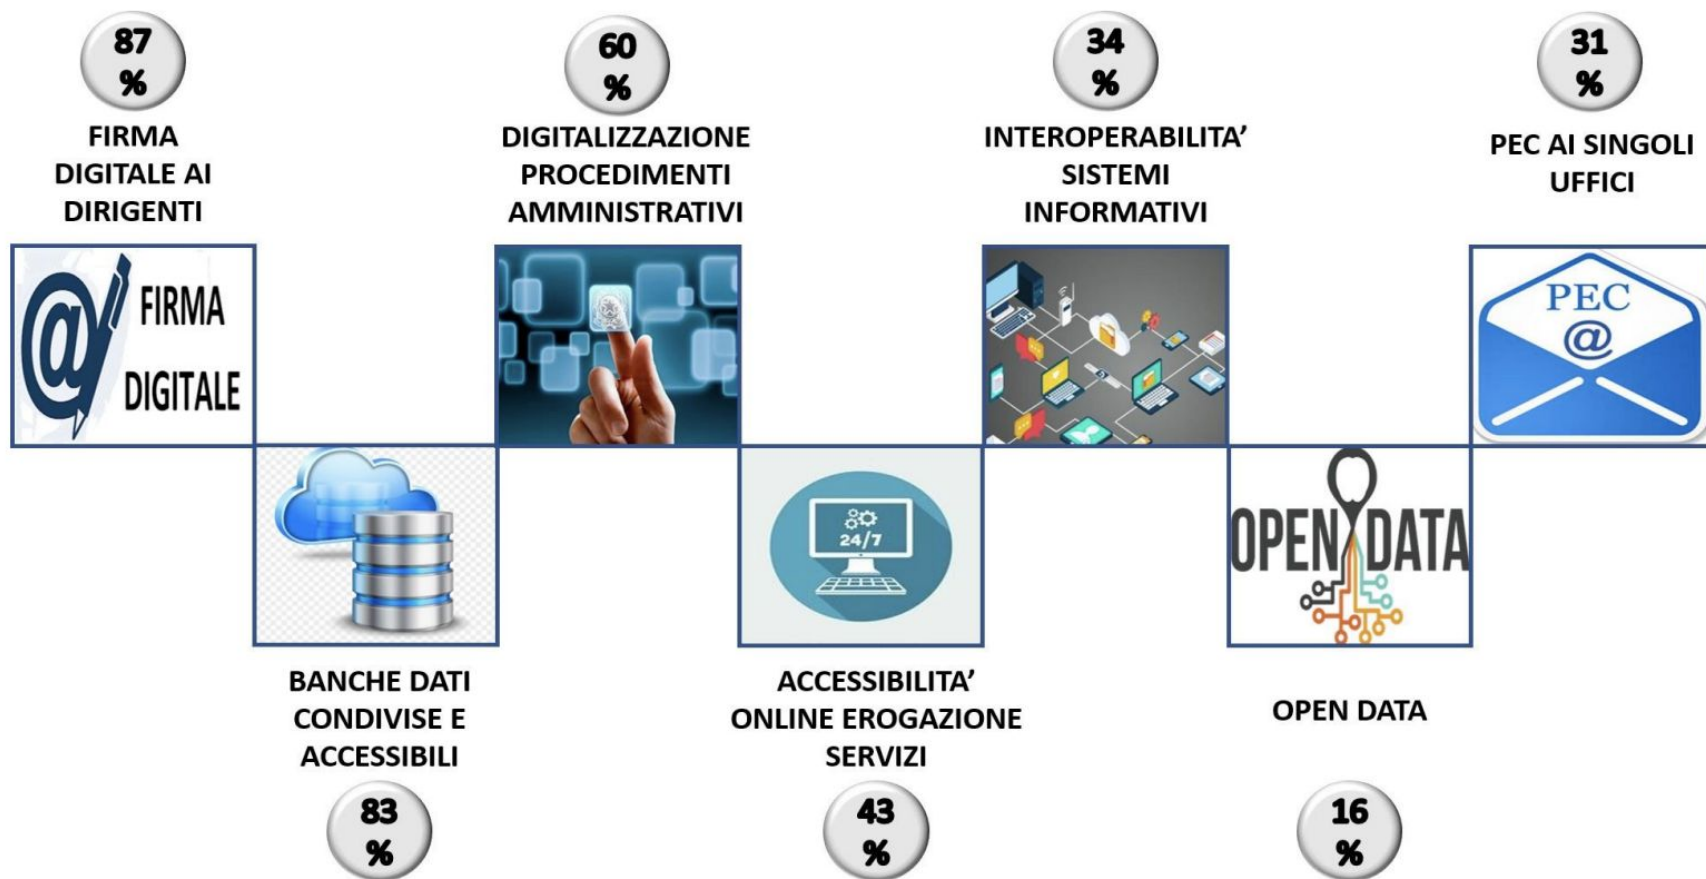 87
%
FIRMA
DIGITALE AI
DIRIGENTI
FIRMA
DIGITALE
BANCHE DATI
CONDIVISE E
ACCESSIBILI
83
%
60
%
DIGITALIZZAZIONE
PROCEDIMENTI
AMMINISTRATIVI
24/7
ACCESSIBILITA’
ONLINE EROGAZIONE
SERVIZI
43
%
34
%
INTEROPERABILITA’
SISTEMI
INFORMATIVI
OPEN DATA
OPEN DATA
16
%
31
%
PEC AI SINGOLI
UFFICI
PEC
@